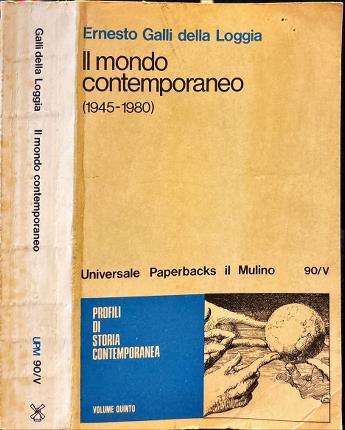 Galli della Loggia
Il mondo contemporaneo
UPM 90/V
Ernesto Galli della Loggia
Il mondo
contemporaneo
(1945-1980)
Universale Paperbacks il Mulino 90/V
PROFILI
DI
STORIA
CONTEMPORANEA
VOLUME QUINTO